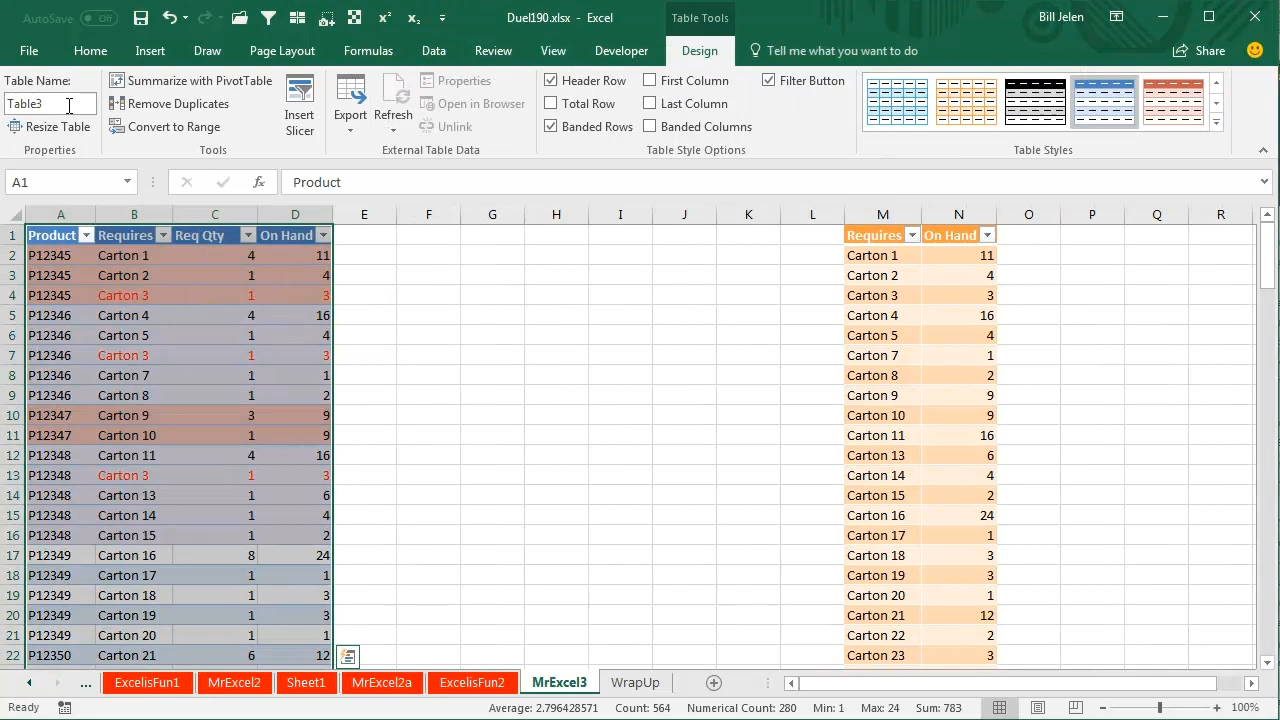 AutoSave Off Duel190.xlsx - Excel Table Tools Bill Jelen
File Home Insert Draw Page Layout Formulas Data Review View Developer Design Tell me what you want to do Share
Table Name: Summarize with PivotTable Properties Header Row First Column Filter Button
Table3 Remove Duplicates Insert Slicer Export Refresh Open in Browser Total Row Last Column
Resize Table Convert to Range Unlink Banded Rows Banded Columns
Properties Tools External Table Data Table Style Options Table Styles
A1 fx Product
A B C D E F G H I J K L M N O P Q R
1 Product Requires Req Qty On Hand Requires On Hand
2 P12345 Carton 1 4 11 Carton 1 11
3 P12345 Carton 2 1 4 Carton 2 4
4 P12345 Carton 3 1 3 Carton 3 3
5 P12346 Carton 4 4 16 Carton 4 16
6 P12346 Carton 5 1 4 Carton 5 4
7 P12346 Carton 3 1 3 Carton 7 1
8 P12346 Carton 7 1 1 Carton 8 2
9 P12346 Carton 8 1 2 Carton 9 9
10 P12347 Carton 9 3 9 Carton 10 9
11 P12347 Carton 10 1 9 Carton 11 16
12 P12348 Carton 11 4 16 Carton 13 6
13 P12348 Carton 3 1 3 Carton 14 4
14 P12348 Carton 13 1 6 Carton 15 2
15 P12348 Carton 14 1 4 Carton 16 24
16 P12348 Carton 15 1 2 Carton 17 1
17 P12349 Carton 16 8 24 Carton 18 3
18 P12349 Carton 17 1 1 Carton 19 3
19 P12349 Carton 18 1 3 Carton 20 1
20 P12349 Carton 19 1 3 Carton 21 12
21 P12349 Carton 20 1 1 Carton 22 2
22 P12350 Carton 21 6 12 Carton 23 3
... ExcelisFun1 MrExcel2 Sheet1 MrExcel2a ExcelisFun2 MrExcel3 WrapUp
Ready Average: 2.796428571 Count: 564 Numerical Count: 280 Min: 1 Max: 24 Sum: 783 100%